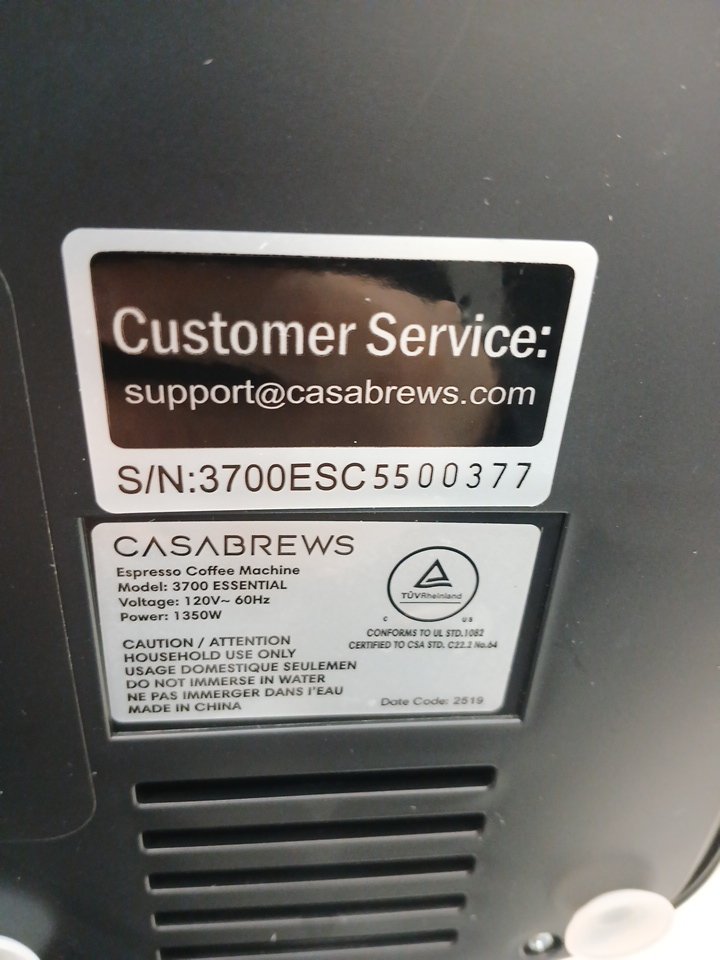 Customer Service:
support@casabrews.com
S/N:3700ESC5500377
CASABREWS
Espresso Coffee Machine
Model: 3700 ESSENTIAL
Voltage: 120V~ 60Hz
Power: 1350W
CAUTION / ATTENTION
HOUSEHOLD USE ONLY
USAGE DOMESTIQUE SEULEMEN
DO NOT IMMERSE IN WATER
NE PAS IMMERGER DANS I'EAU
MADE IN CHINA
TÜVRheinland
C US
CONFORMS TO UL STD.1082
CERTIFIED TO CSA STD. C22.2 No.64
Date Code: 2519